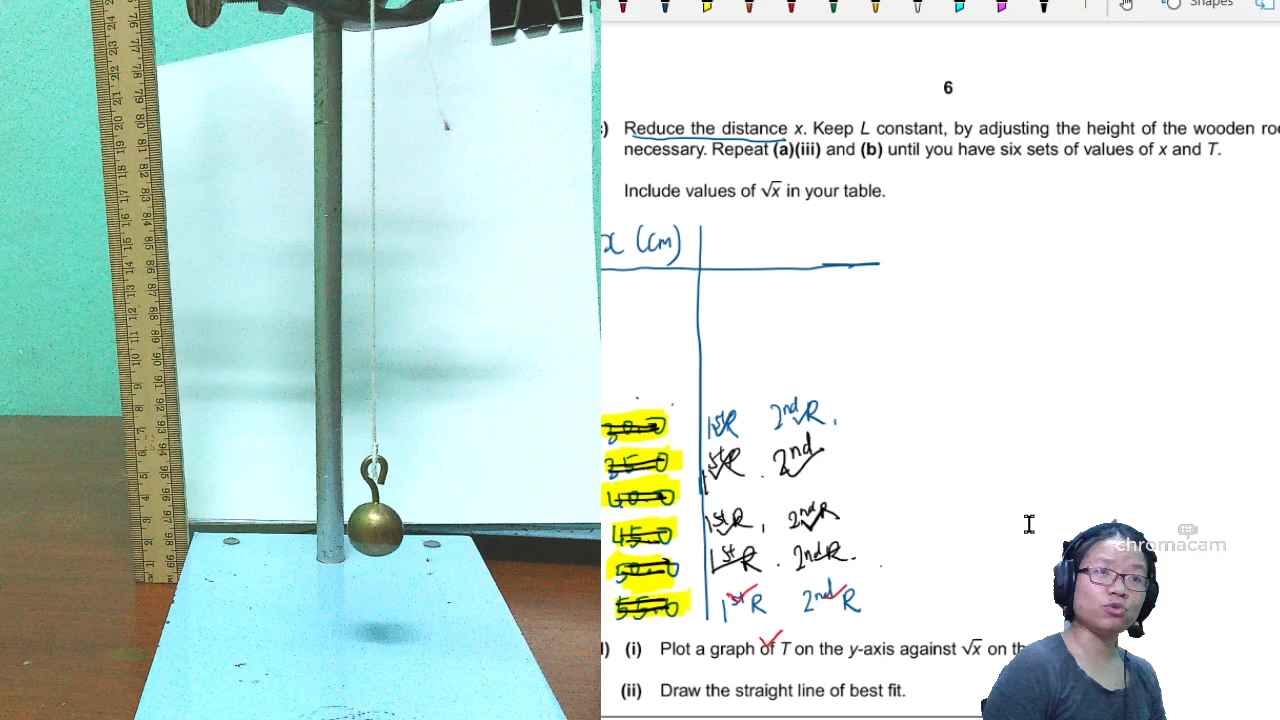 Shapes
6
) Reduce the distance x. Keep L constant, by adjusting the height of the wooden ro
necessary. Repeat (a)(iii) and (b) until you have six sets of values of x and T.
Include values of √x in your table.
x (cm)
30.0 1st R 2nd R.
35.0 1st R. 2nd
40.0
45.0 1st R, 2nd R
50.0 1st R. 2nd R.
55.0 1st R 2nd R
chromacam
) (i) Plot a graph of T on the y-axis against √x on th
(ii) Draw the straight line of best fit.